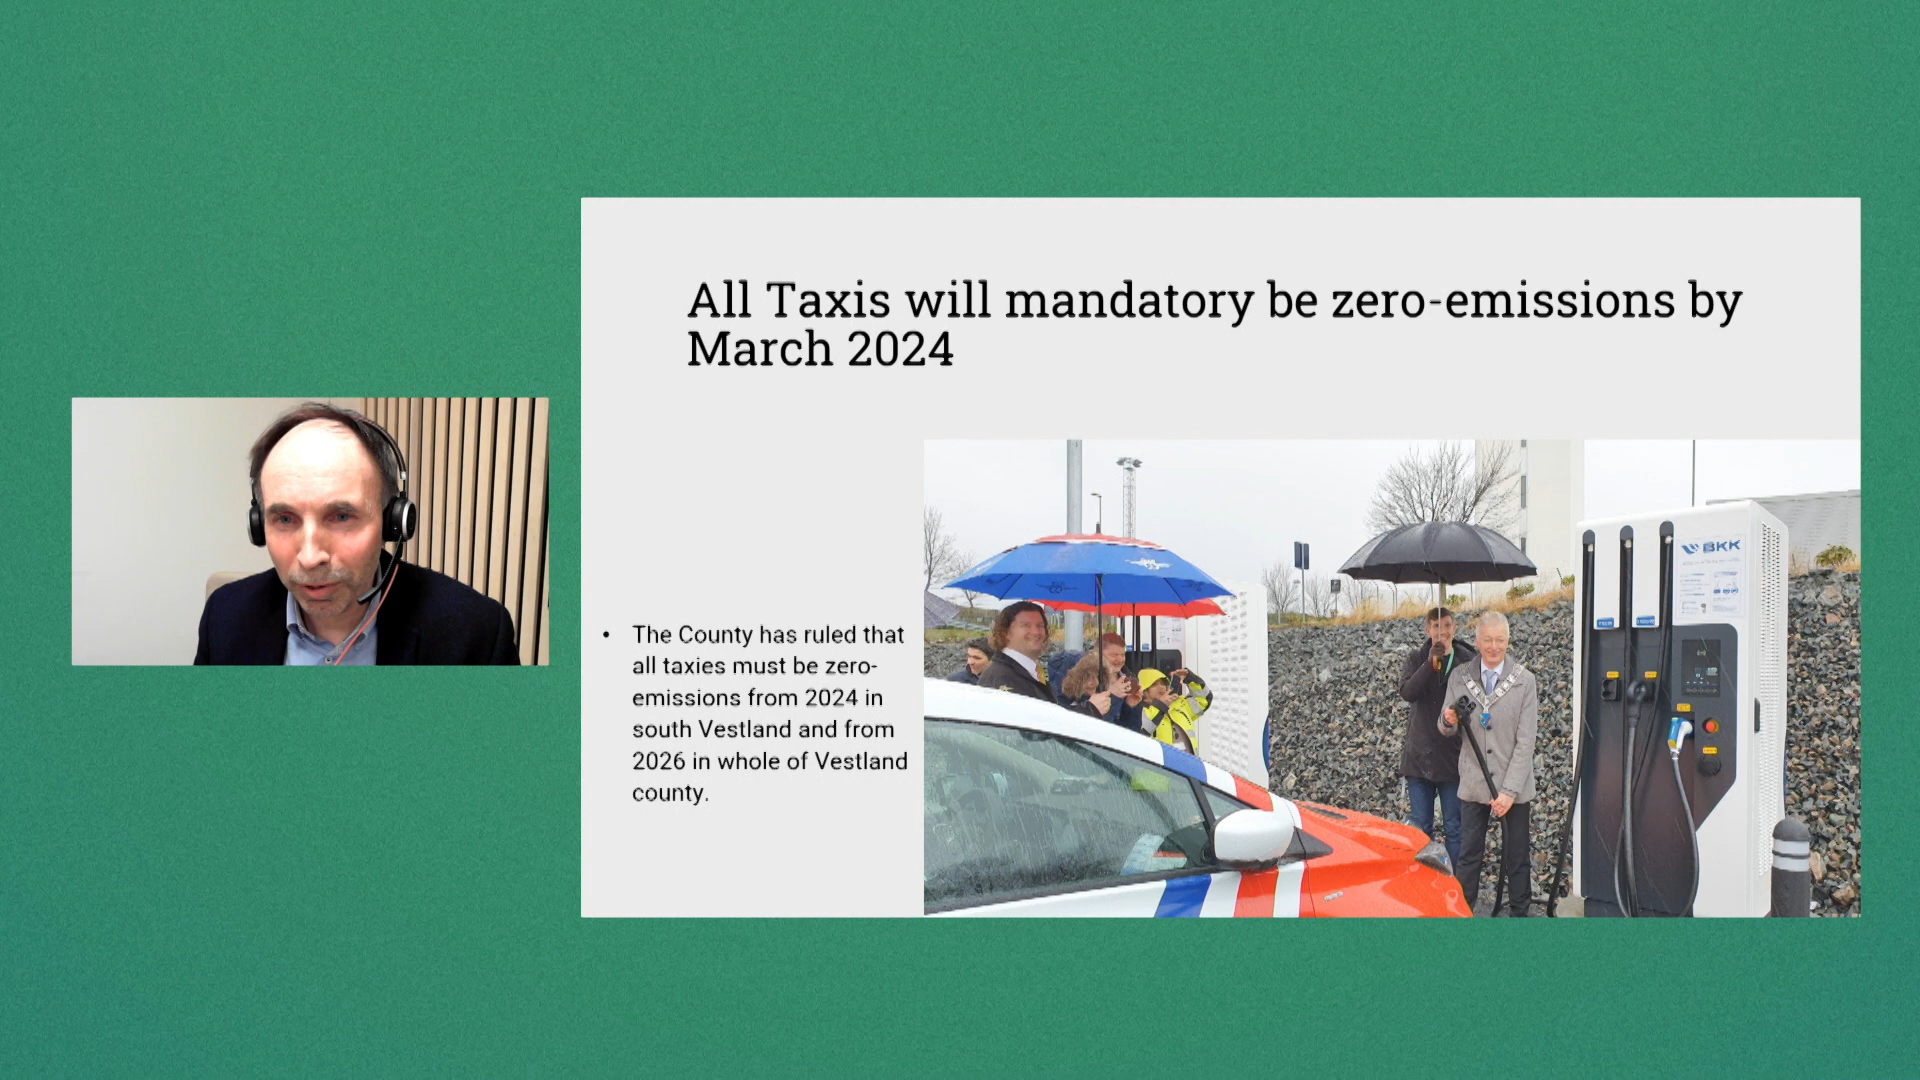 All Taxis will mandatory be zero-emissions by
March 2024
• The County has ruled that
all taxies must be zero-
emissions from 2024 in
south Vestland and from
2026 in whole of Vestland
county.
BKK